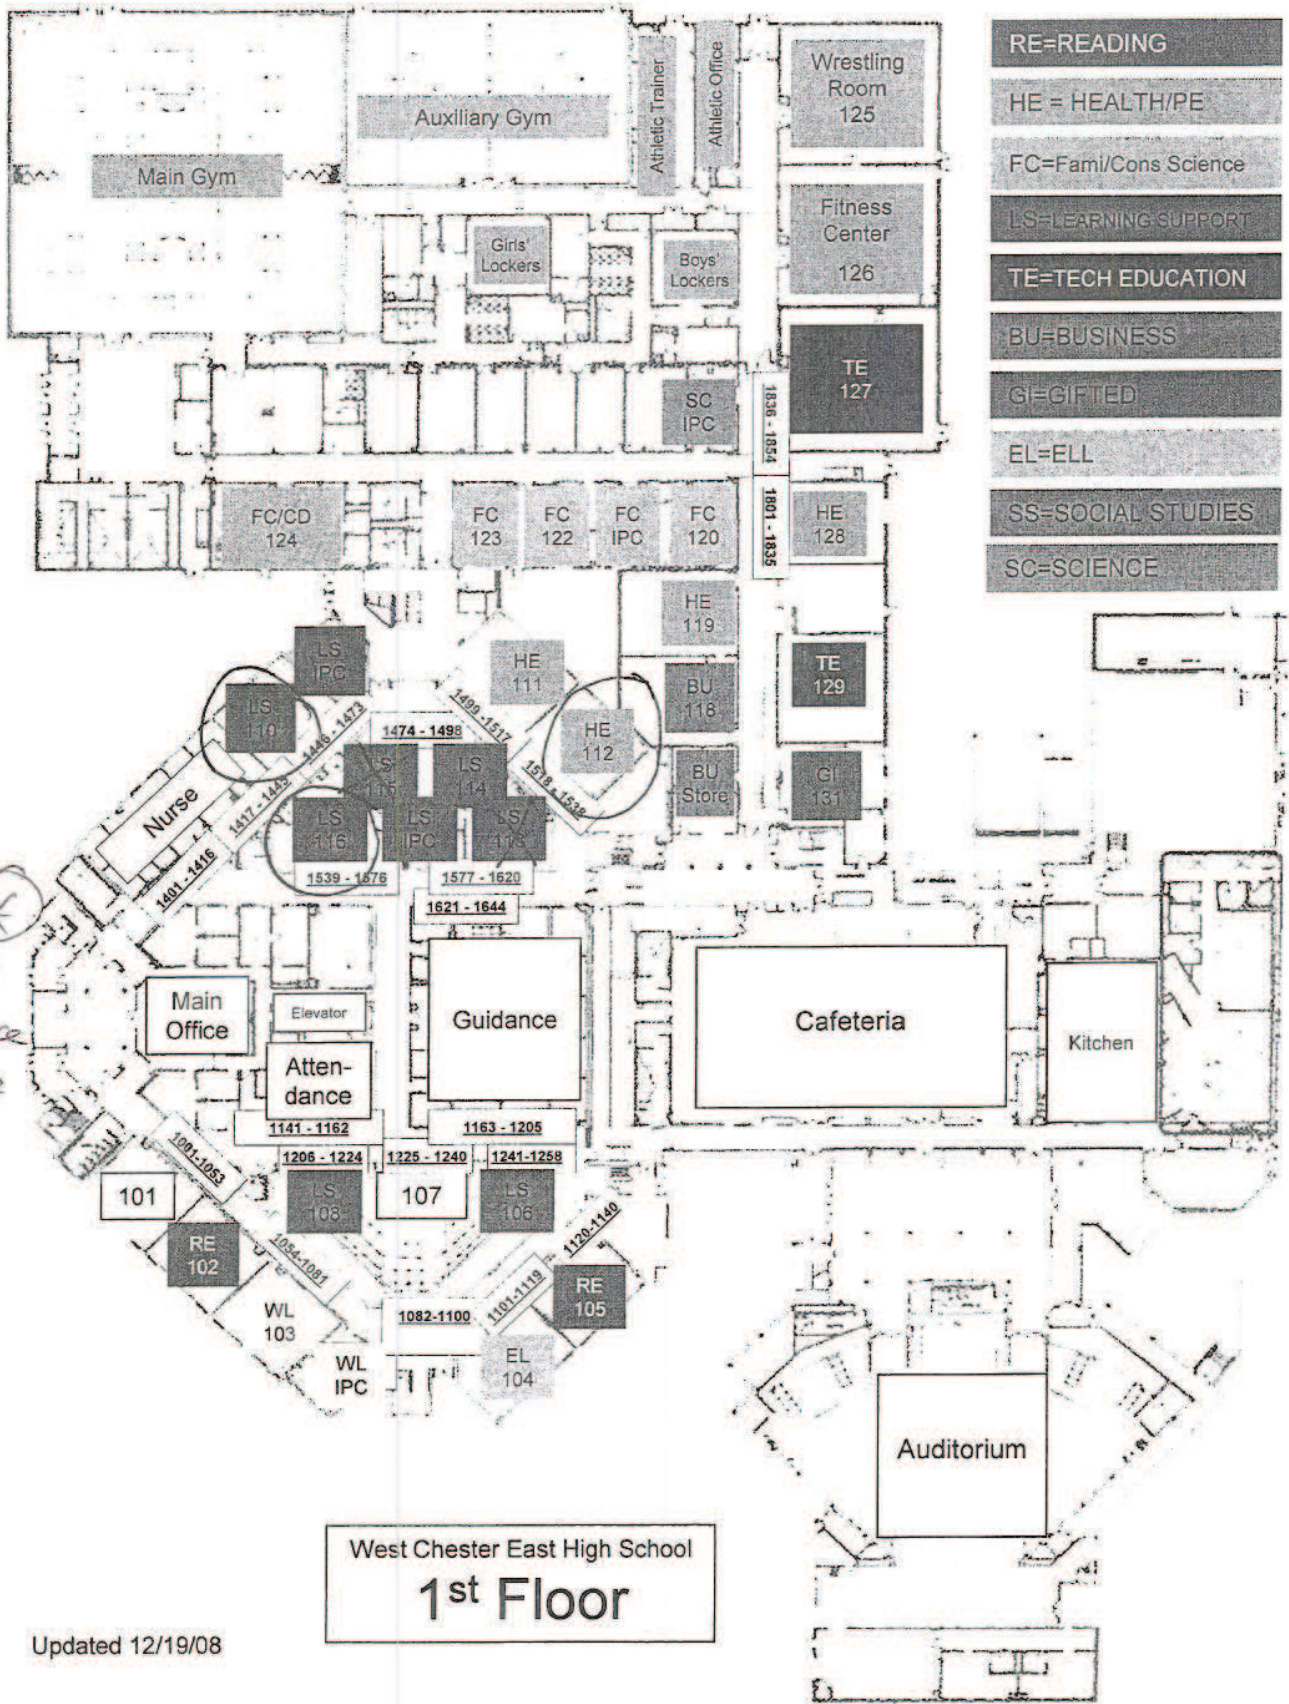 RE=READING
HE = HEALTH/PE
FC=Fami/Cons Science
LS=LEARNING SUPPORT
TE=TECH EDUCATION
BU=BUSINESS
GI=GIFTED
EL=ELL
SS=SOCIAL STUDIES
SC=SCIENCE
Main Gym
Auxiliary Gym
Athletic Trainer
Athletic Office
Wrestling
Room
125
Fitness
Center
126
Girls'
Lockers
Boys'
Lockers
TE
127
SC
IPC
1836 - 1854
1801 - 1835
FC/CD
124
FC
123
FC
122
FC
IPC
FC
120
HE
128
HE
119
LS
IPC
HE
111
LS
110
HE
112
BU
118
TE
129
1446 - 1473
1474 - 1498
1499 -1517
1518 - 1538
LS
115
LS
114
BU
Store
GI
131
Nurse
1417 - 1445
1401 - 1416
LS
116
LS
IPC
LS
113
1539 - 1576
1577 - 1620
1621 - 1644
Main
Office
Elevator
Atten-
dance
Guidance
Cafeteria
Kitchen
1141 - 1162
1163 - 1205
1206 - 1224
1225 - 1240
1241-1258
1001-1053
101
LS
108
107
LS
106
1120-1140
RE
102
1054-1081
WL
103
WL
IPC
1082-1100
1101-1119
RE
105
EL
104
Auditorium
West Chester East High School
1st Floor
Updated 12/19/08